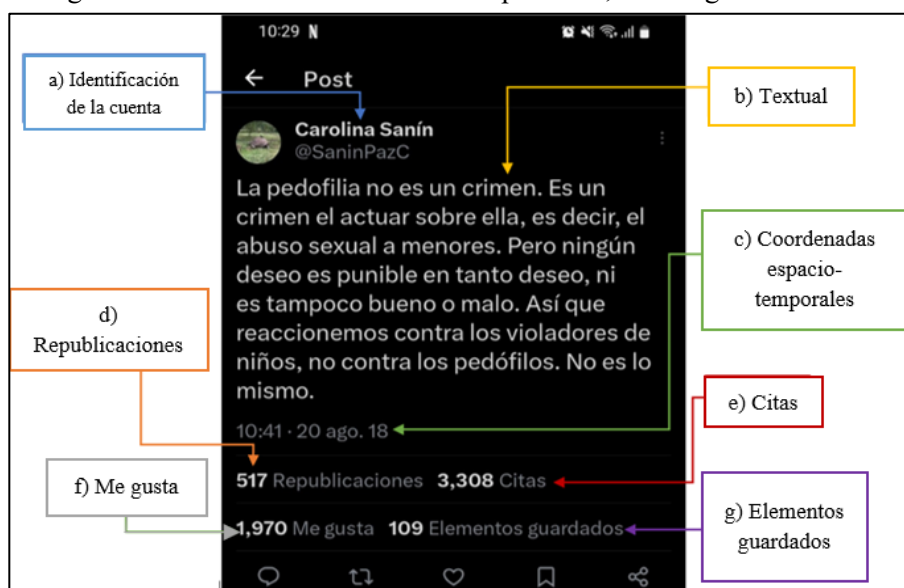 10:29 N
← Post
a) Identificación
de la cuenta
b) Textual
Carolina Sanín
@SaninPazC
La pedofilia no es un crimen. Es un
crimen el actuar sobre ella, es decir, el
abuso sexual a menores. Pero ningún
deseo es punible en tanto deseo, ni
es tampoco bueno o malo. Así que
reaccionemos contra los violadores de
niños, no contra los pedófilos. No es lo
mismo.
c) Coordenadas
espacio-
temporales
d)
Republicaciones
10:41 · 20 ago. 18
e) Citas
517 Republicaciones 3,308 Citas
f) Me gusta
1,970 Me gusta 109 Elementos guardados
g) Elementos
guardados